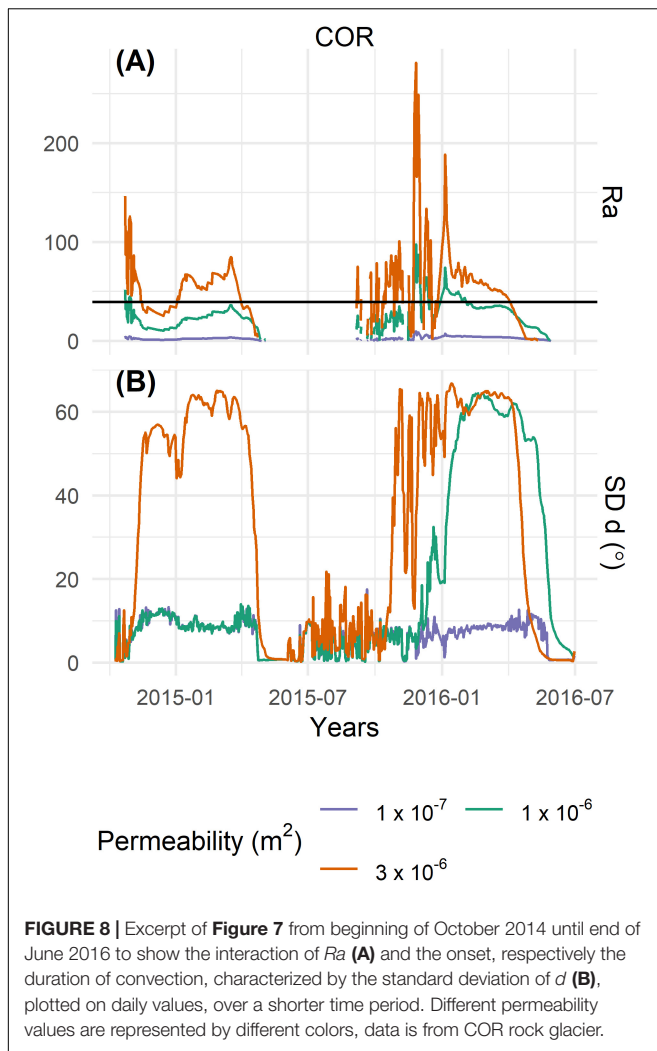 COR
(A)
200
100
0
Ra
(B)
60
40
20
0
SD d (°)
2015-01 2015-07 2016-01 2016-07
Years
Permeability (m²)
1 x 10⁻⁷ 1 x 10⁻⁶
3 x 10⁻⁶
FIGURE 8 | Excerpt of Figure 7 from beginning of October 2014 until end of
June 2016 to show the interaction of Ra (A) and the onset, respectively the
duration of convection, characterized by the standard deviation of d (B),
plotted on daily values, over a shorter time period. Different permeability
values are represented by different colors, data is from COR rock glacier.